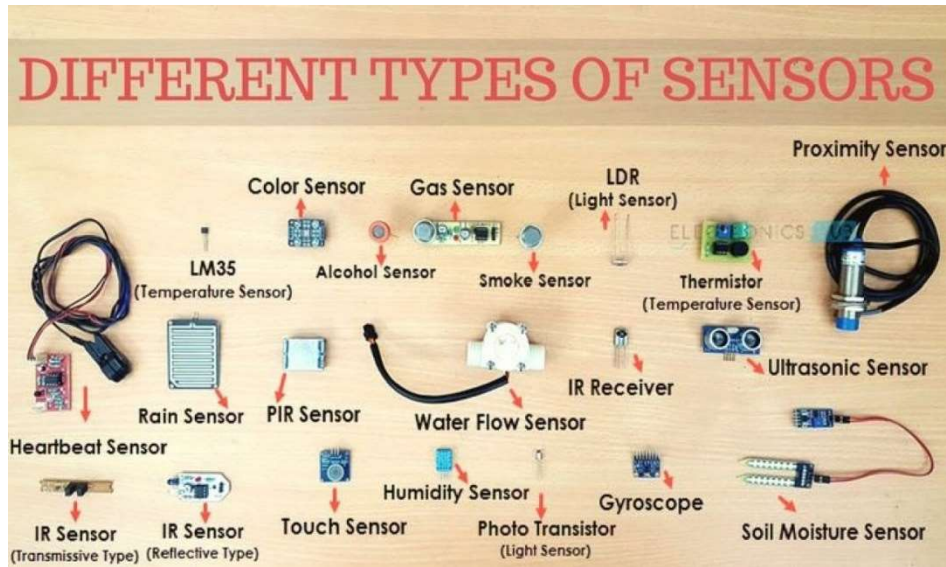 DIFFERENT TYPES OF SENSORS
Proximity Sensor
Color Sensor
Gas Sensor
LDR
(Light Sensor)
ELECTRONICS HUB
LM35
(Temperature Sensor)
Alcohol Sensor
Smoke Sensor
Thermistor
(Temperature Sensor)
Heartbeat Sensor
Rain Sensor
PIR Sensor
Water Flow Sensor
IR Receiver
Ultrasonic Sensor
IR Sensor
(Transmissive Type)
IR Sensor
(Reflective Type)
Touch Sensor
Humidity Sensor
Photo Transistor
(Light Sensor)
Gyroscope
Soil Moisture Sensor